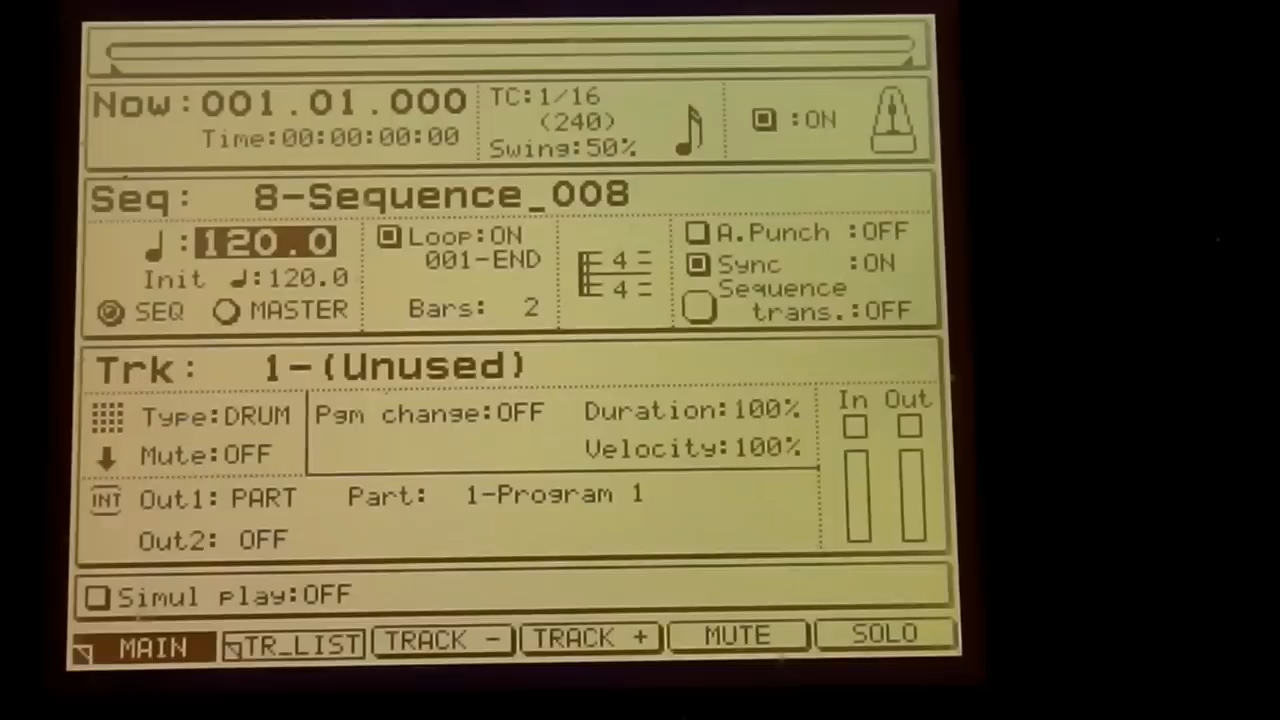 Now:001.01.000
Time:00:00:00:00
TC:1/16
(240)
Swing:50%
:ON
Seq: 8-Sequence_008
♩:120.0
Init ♩:120.0
SEQ MASTER
Loop:ON
001-END
Bars: 2
4
4
A.Punch :OFF
Sync :ON
Sequence
trans.:OFF
Trk: 1-(Unused)
Type:DRUM
Mute:OFF
Pgm change:OFF
Duration:100%
Velocity:100%
In Out
INT Out1: PART Part: 1-Program 1
Out2: OFF
Simul play:OFF
MAIN TR_LIST TRACK - TRACK + MUTE SOLO